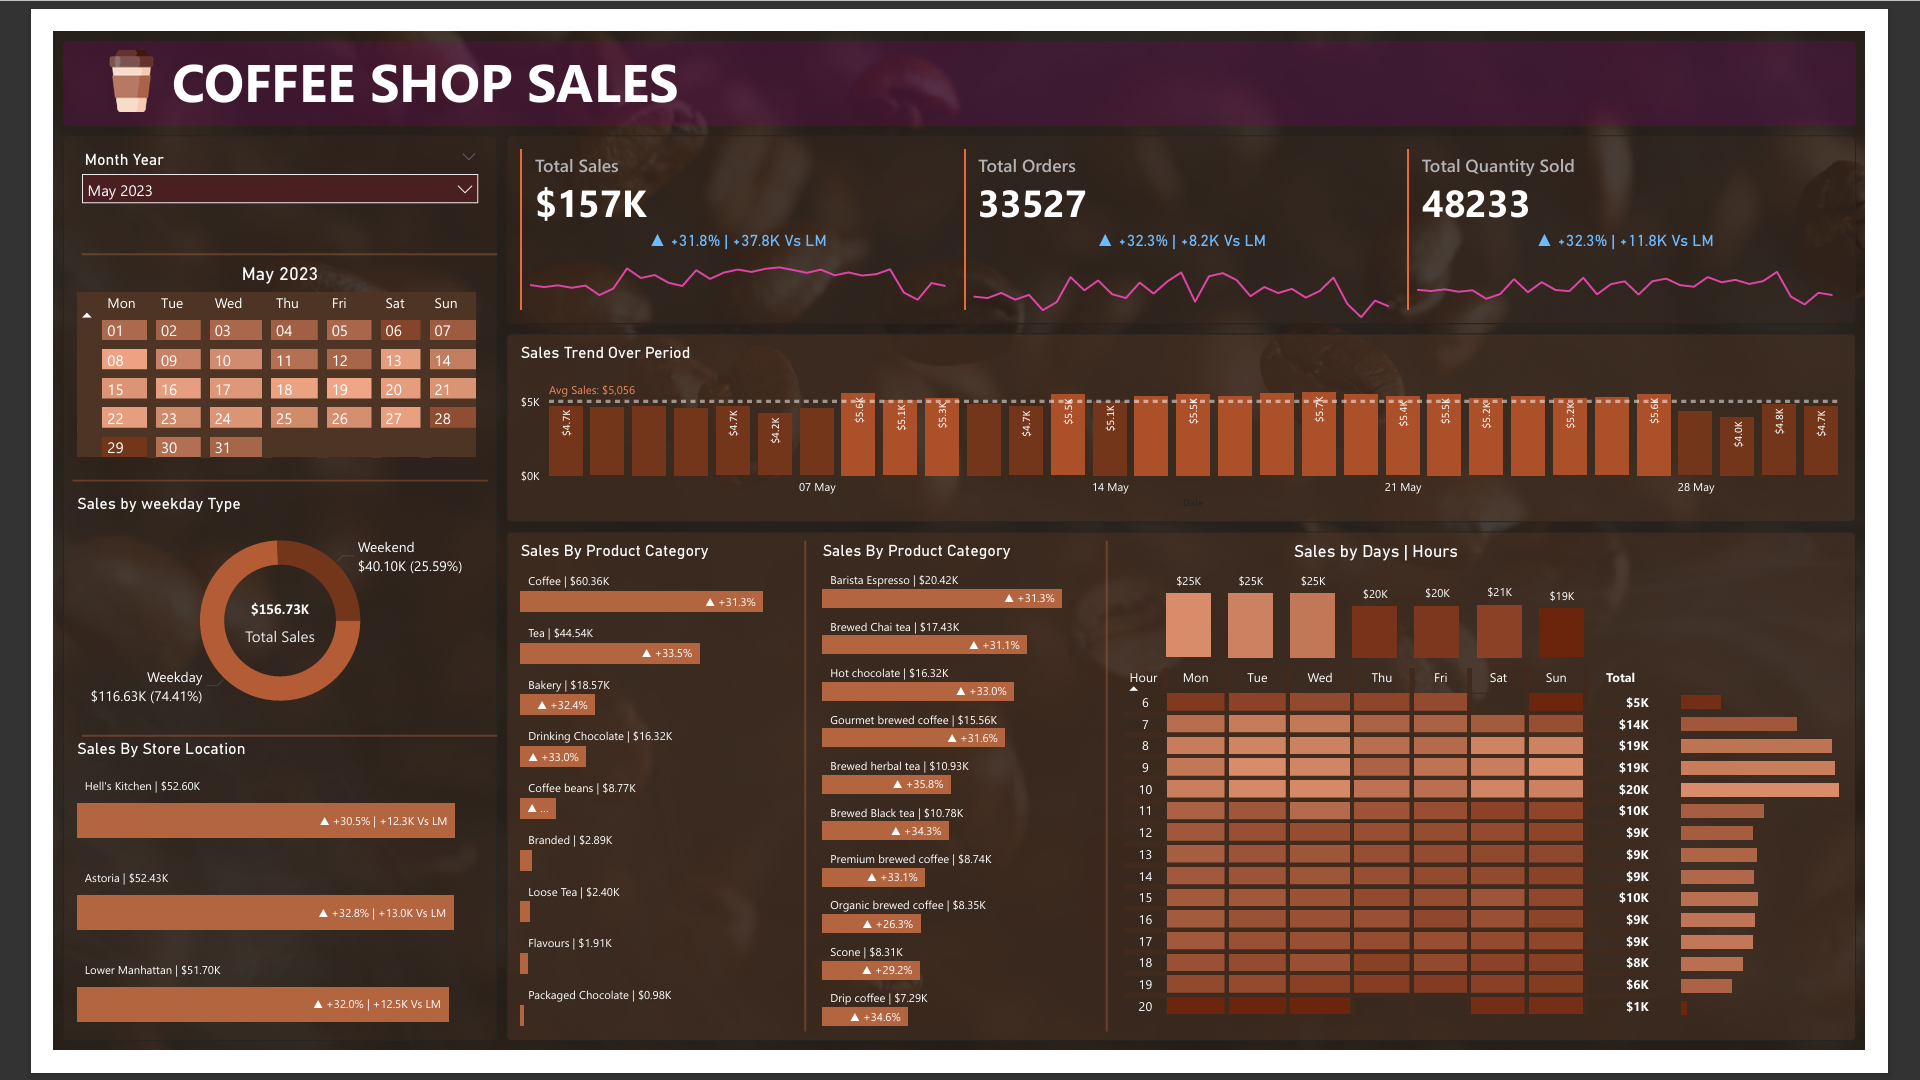 COFFEE SHOP SALES
Month Year
May 2023
May 2023
Mon Tue Wed Thu Fri Sat Sun
01 02 03 04 05 06 07
08 09 10 11 12 13 14
15 16 17 18 19 20 21
22 23 24 25 26 27 28
29 30 31
Sales by weekday Type
Weekend
$40.10K (25.59%)
$156.73K
Total Sales
Weekday
$116.63K (74.41%)
Sales By Store Location
Hell's Kitchen | $52.60K
▲ +30.5% | +12.3K Vs LM
Astoria | $52.43K
▲ +32.8% | +13.0K Vs LM
Lower Manhattan | $51.70K
▲ +32.0% | +12.5K Vs LM
Total Sales
$157K
▲ +31.8% | +37.8K Vs LM
Total Orders
33527
▲ +32.3% | +8.2K Vs LM
Total Quantity Sold
48233
▲ +32.3% | +11.8K Vs LM
Sales Trend Over Period
Avg Sales: $5,056
$5K
$0K
$4.7K $4.7K $4.2K $5.6K $5.1K $5.3K $4.7K $5.5K $5.1K $5.5K $5.7K $5.4K $5.5K $5.2K $5.2K $5.6K $4.0K $4.8K $4.7K
07 May 14 May 21 May 28 May
Date
Sales By Product Category
Coffee | $60.36K
▲ +31.3%
Tea | $44.54K
▲ +33.5%
Bakery | $18.57K
▲ +32.4%
Drinking Chocolate | $16.32K
▲ +33.0%
Coffee beans | $8.77K
▲ ...
Branded | $2.89K
Loose Tea | $2.40K
Flavours | $1.91K
Packaged Chocolate | $0.98K
Sales By Product Category
Barista Espresso | $20.42K
▲ +31.3%
Brewed Chai tea | $17.43K
▲ +31.1%
Hot chocolate | $16.32K
▲ +33.0%
Gourmet brewed coffee | $15.56K
▲ +31.6%
Brewed herbal tea | $10.93K
▲ +35.8%
Brewed Black tea | $10.78K
▲ +34.3%
Premium brewed coffee | $8.74K
▲ +33.1%
Organic brewed coffee | $8.35K
▲ +26.3%
Scone | $8.31K
▲ +29.2%
Drip coffee | $7.29K
▲ +34.6%
Sales by Days | Hours
$25K $25K $25K $20K $20K $21K $19K
Hour Mon Tue Wed Thu Fri Sat Sun Total
6 $5K
7 $14K
8 $19K
9 $19K
10 $20K
11 $10K
12 $9K
13 $9K
14 $9K
15 $10K
16 $9K
17 $9K
18 $8K
19 $6K
20 $1K